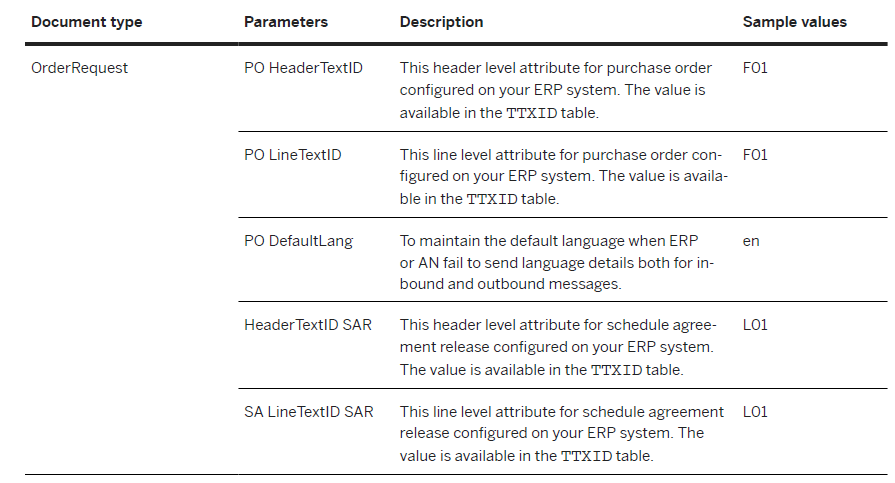 Document type Parameters Description Sample values
OrderRequest PO HeaderTextID This header level attribute for purchase order F01
configured on your ERP system. The value is
available in the TTXID table.
PO LineTextID This line level attribute for purchase order con- F01
figured on your ERP system. The value is availa-
ble in the TTXID table.
PO DefaultLang To maintain the default language when ERP en
or AN fail to send language details both for in-
bound and outbound messages.
HeaderTextID SAR This header level attribute for schedule agree- L01
ment release configured on your ERP system.
The value is available in the TTXID table.
SA LineTextID SAR This line level attribute for schedule agreement L01
release configured on your ERP system. The
value is available in the TTXID table.